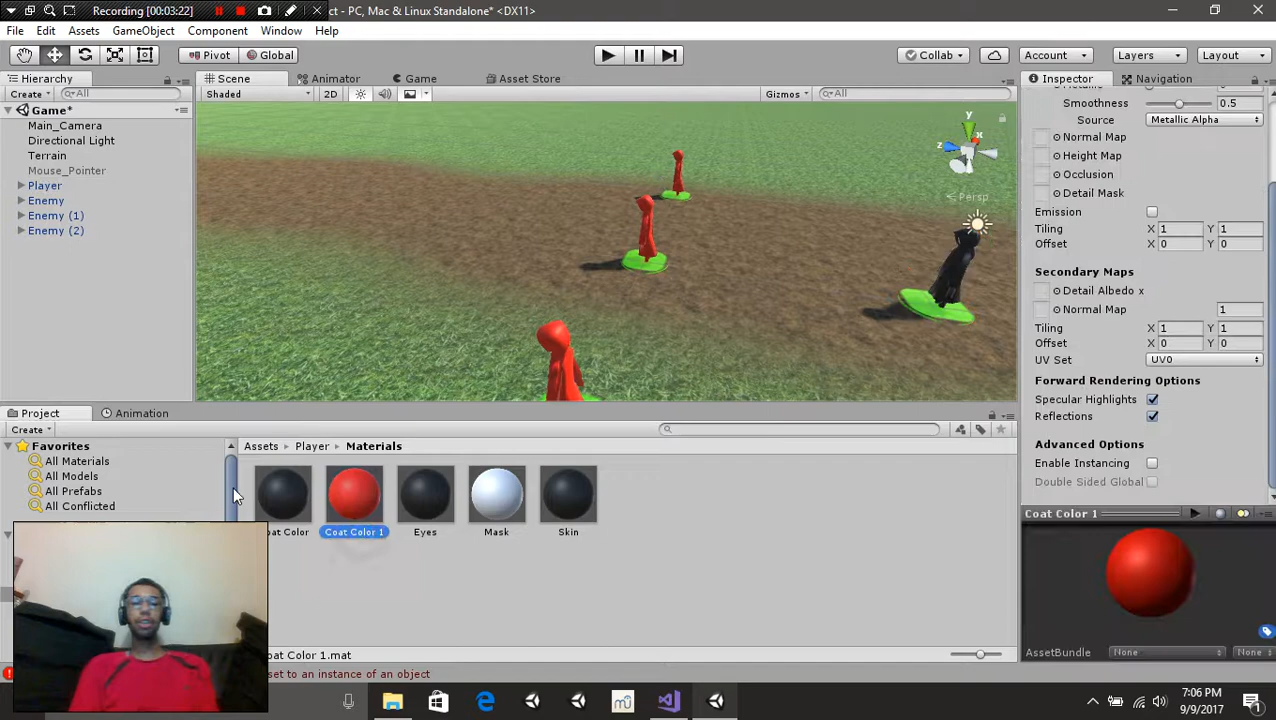 Recording [00:03:22]
ct - PC, Mac & Linux Standalone* <DX11>
File Edit Assets GameObject Component Window Help
Pivot Global Collab Account Layers Layout
Hierarchy Scene Animator Game Asset Store Inspector Navigation
Create All Shaded 2D Gizmos All
Game*
Main_Camera
Directional Light
Terrain
Mouse_Pointer
Player
Enemy
Enemy (1)
Enemy (2)
y
x
z
Persp
Smoothness 0.5
Source Metallic Alpha
Normal Map
Height Map
Occlusion
Detail Mask
Emission
Tiling X 1 Y 1
Offset X 0 Y 0
Secondary Maps
Detail Albedo x
Normal Map 1
Tiling X 1 Y 1
Offset X 0 Y 0
UV Set UV0
Forward Rendering Options
Specular Highlights
Reflections
Advanced Options
Enable Instancing
Double Sided Global
Project Animation
Create
Favorites
All Materials
All Models
All Prefabs
All Conflicted
Assets Player Materials
oat Color Coat Color 1 Eyes Mask Skin
oat Color 1.mat
set to an instance of an object
Coat Color 1
AssetBundle None None
7:06 PM
9/9/2017
1